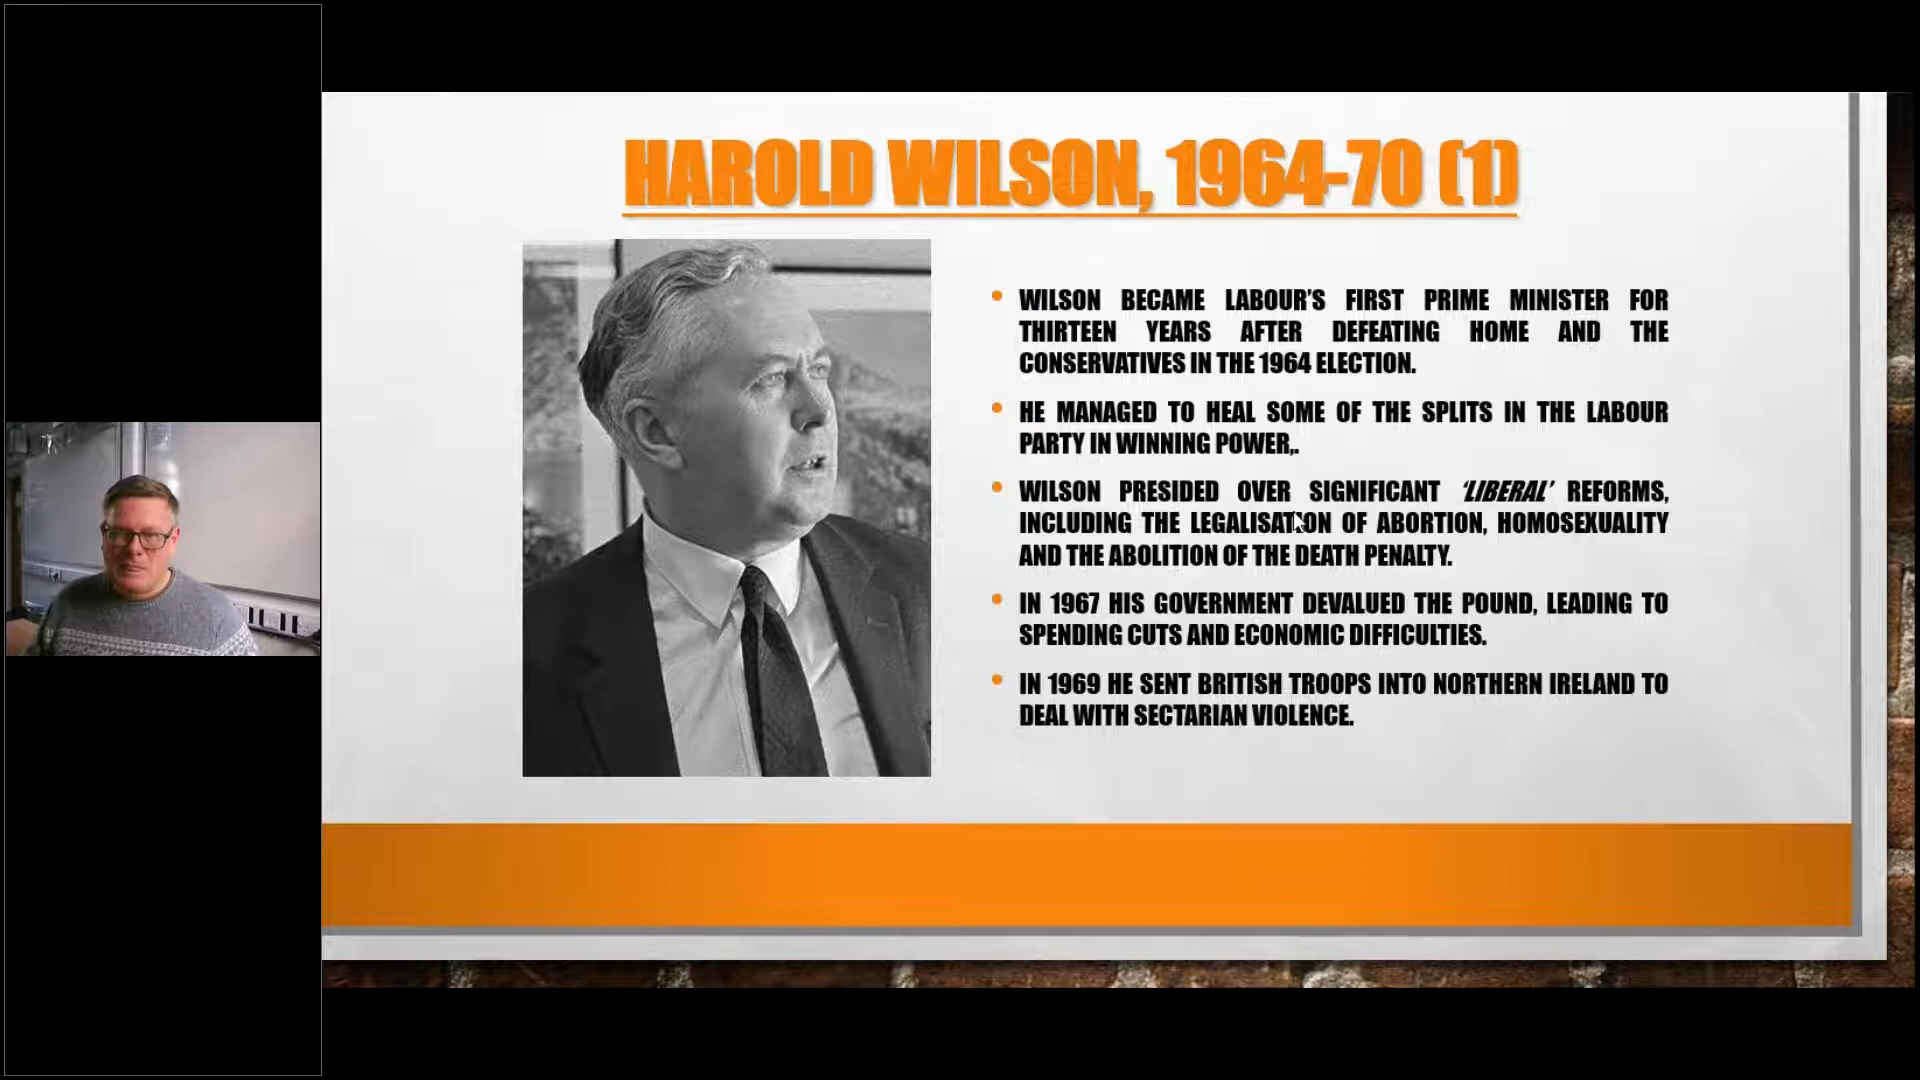 HAROLD WILSON, 1964-70 (1)
WILSON BECAME LABOUR'S FIRST PRIME MINISTER FOR
THIRTEEN YEARS AFTER DEFEATING HOME AND THE
CONSERVATIVES IN THE 1964 ELECTION.
HE MANAGED TO HEAL SOME OF THE SPLITS IN THE LABOUR
PARTY IN WINNING POWER,.
WILSON PRESIDED OVER SIGNIFICANT 'LIBERAL' REFORMS,
INCLUDING THE LEGALISATION OF ABORTION, HOMOSEXUALITY
AND THE ABOLITION OF THE DEATH PENALTY.
IN 1967 HIS GOVERNMENT DEVALUED THE POUND, LEADING TO
SPENDING CUTS AND ECONOMIC DIFFICULTIES.
IN 1969 HE SENT BRITISH TROOPS INTO NORTHERN IRELAND TO
DEAL WITH SECTARIAN VIOLENCE.